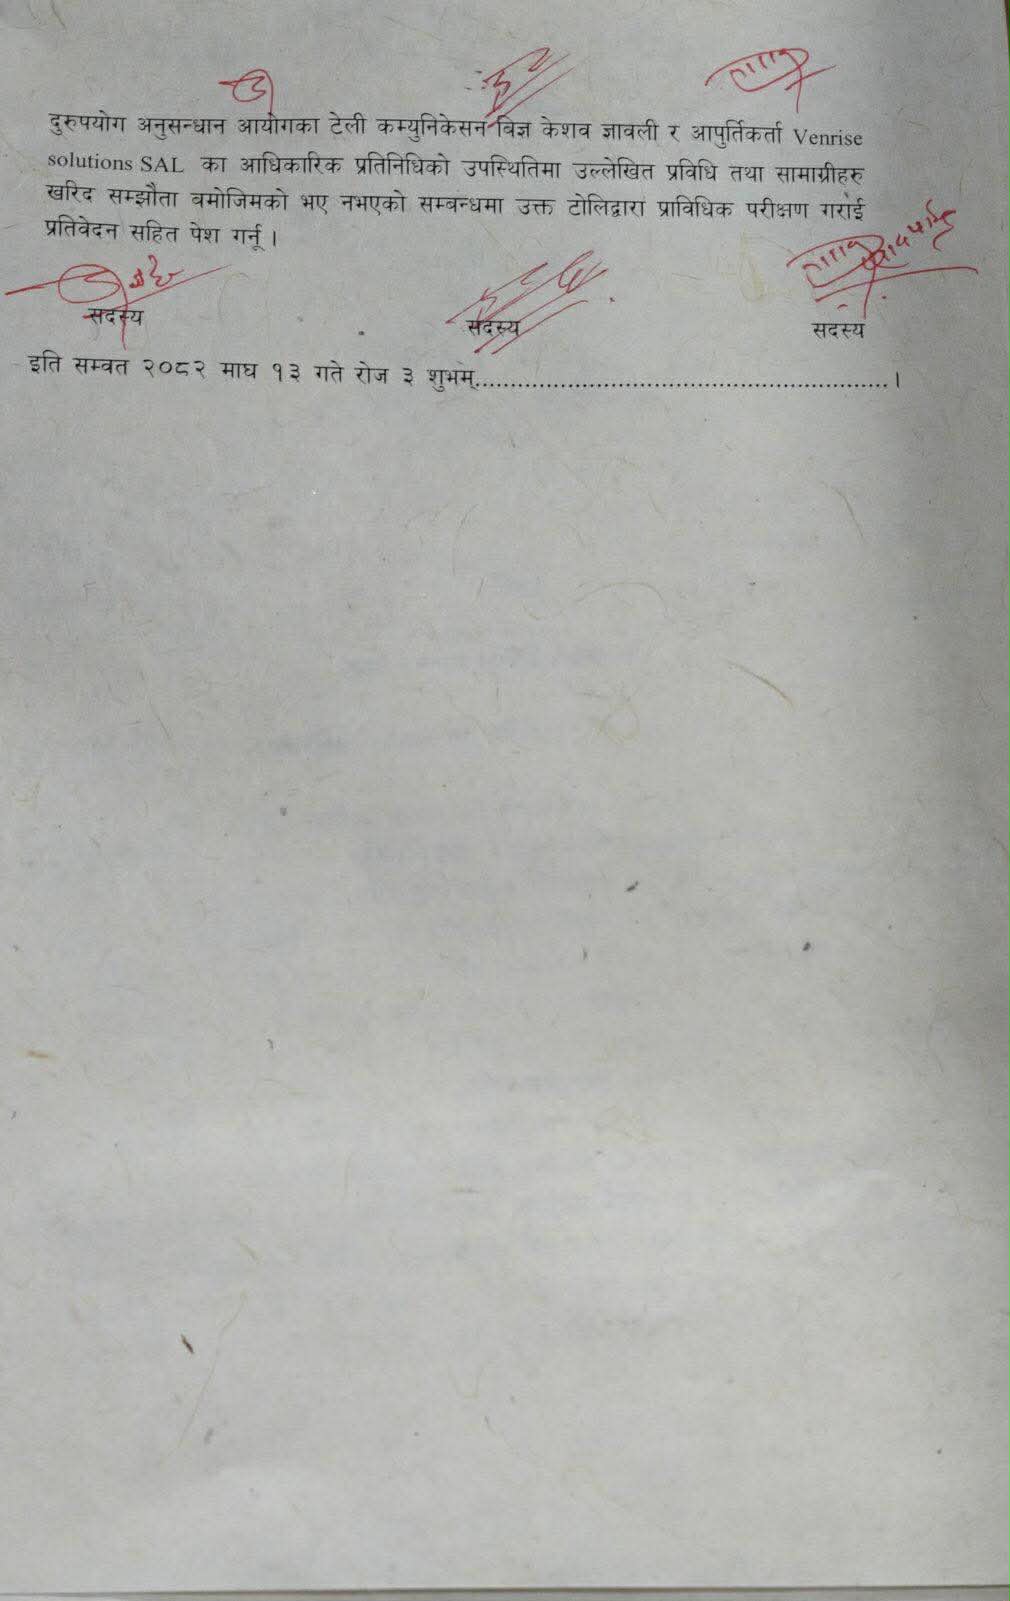 दुरुपयोग अनुसन्धान आयोगका टेली कम्युनिकेसन विज्ञ केशव ज्ञावली र आपुर्तिकर्ता Venrise
solutions SAL का आधिकारिक प्रतिनिधिको उपस्थितिमा उल्लेखित प्रविधि तथा सामाग्रीहरु
खरिद सम्झौता बमोजिमको भए नभएको सम्बन्धमा उक्त टोलिद्वारा प्राविधिक परीक्षण गराई
प्रतिवेदन सहित पेश गर्नू ।
सदस्य सदस्य सदस्य
इति सम्वत २०८२ माघ १३ गते रोज ३ शुभम्............................................................ ।